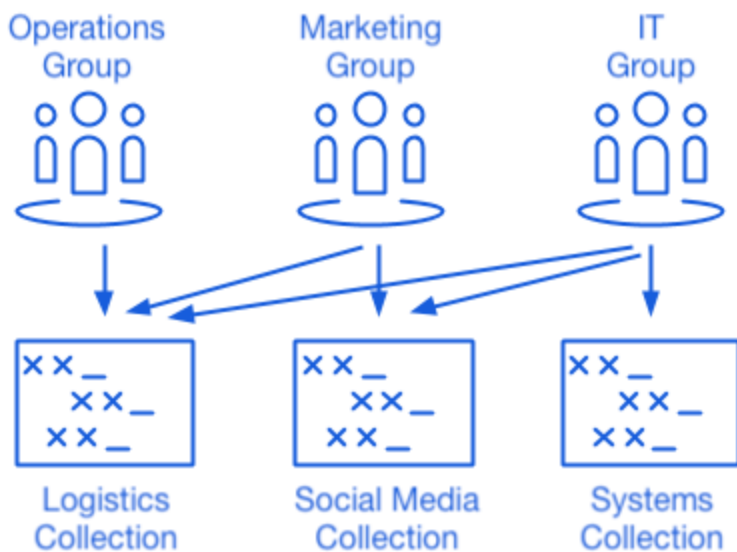 Operations
Group
Marketing
Group
IT
Group
××_
××_
××_
××_
××_
××_
××_
××_
××_
Logistics
Collection
Social Media
Collection
Systems
Collection